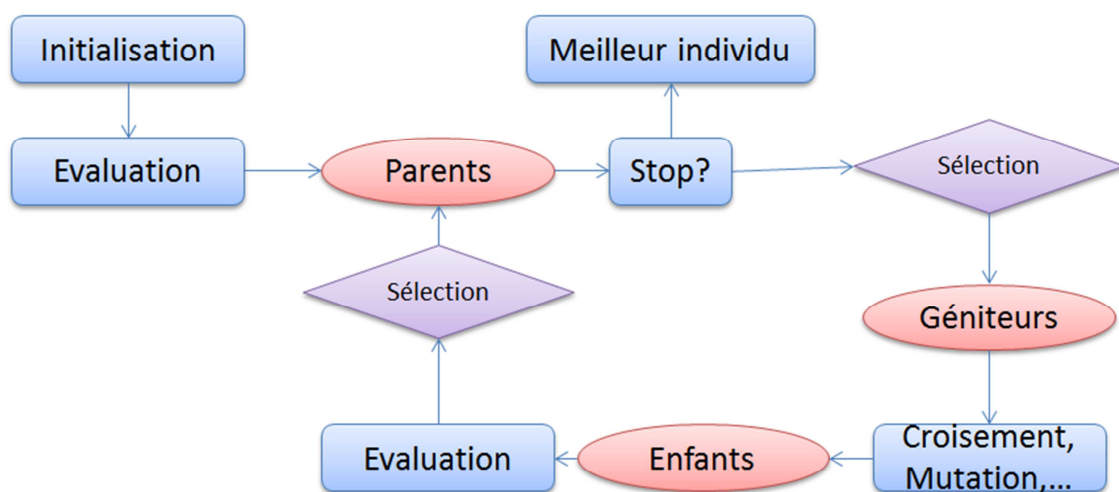 Initialisation
Meilleur individu
Evaluation
Parents
Stop?
Sélection
Sélection
Géniteurs
Croisement,
Mutation,...
Enfants
Evaluation